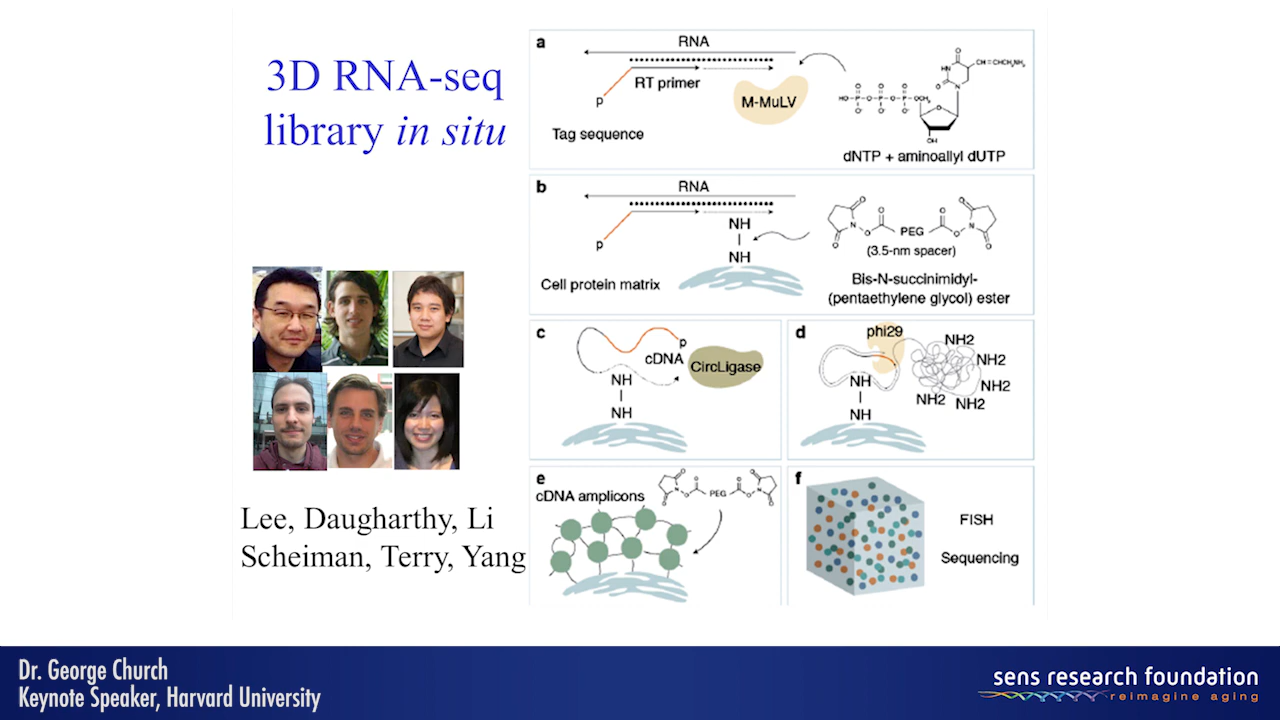 3D RNA-seq
library in situ
Lee, Daugharthy, Li
Scheiman, Terry, Yang
a
RNA
RT primer
p
M-MuLV
Tag sequence
dNTP + aminoallyl dUTP
b
RNA
p
NH
NH
PEG
(3.5-nm spacer)
Cell protein matrix
Bis-N-succinimidyl-
(pentaethylene glycol) ester
c
p
cDNA
CircLigase
NH
NH
d
phi29
NH2
NH2
NH2
NH2
NH2
NH
NH
e
cDNA amplicons
PEG
f
FISH
Sequencing
Dr. George Church
Keynote Speaker, Harvard University
sens research foundation
reimagine aging